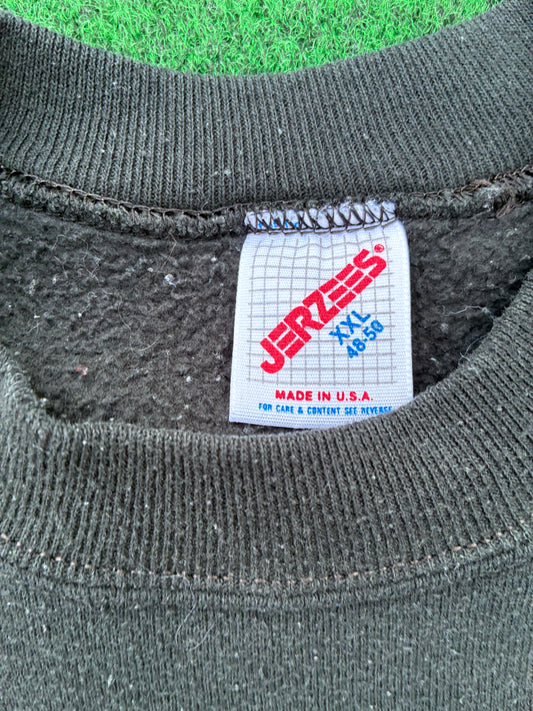 JERZEES®
XXL
48-50
MADE IN U.S.A.
FOR CARE & CONTENT SEE REVERSE